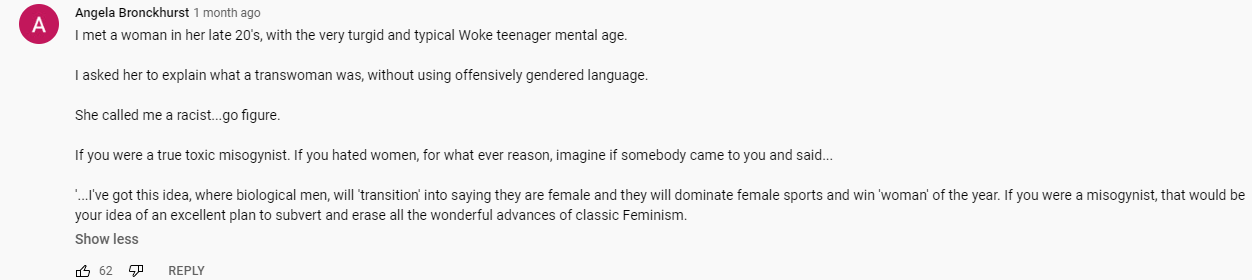 A
Angela Bronckhurst 1 month ago
I met a woman in her late 20's, with the very turgid and typical Woke teenager mental age.
I asked her to explain what a transwoman was, without using offensively gendered language.
She called me a racist...go figure.
If you were a true toxic misogynist. If you hated women, for what ever reason, imagine if somebody came to you and said...
'...I've got this idea, where biological men, will 'transition' into saying they are female and they will dominate female sports and win 'woman' of the year. If you were a misogynist, that would be
your idea of an excellent plan to subvert and erase all the wonderful advances of classic Feminism.
Show less
62 REPLY